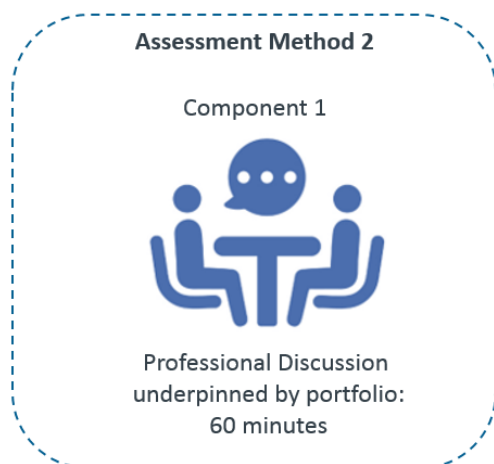 Assessment Method 2
Component 1
Professional Discussion
underpinned by portfolio:
60 minutes